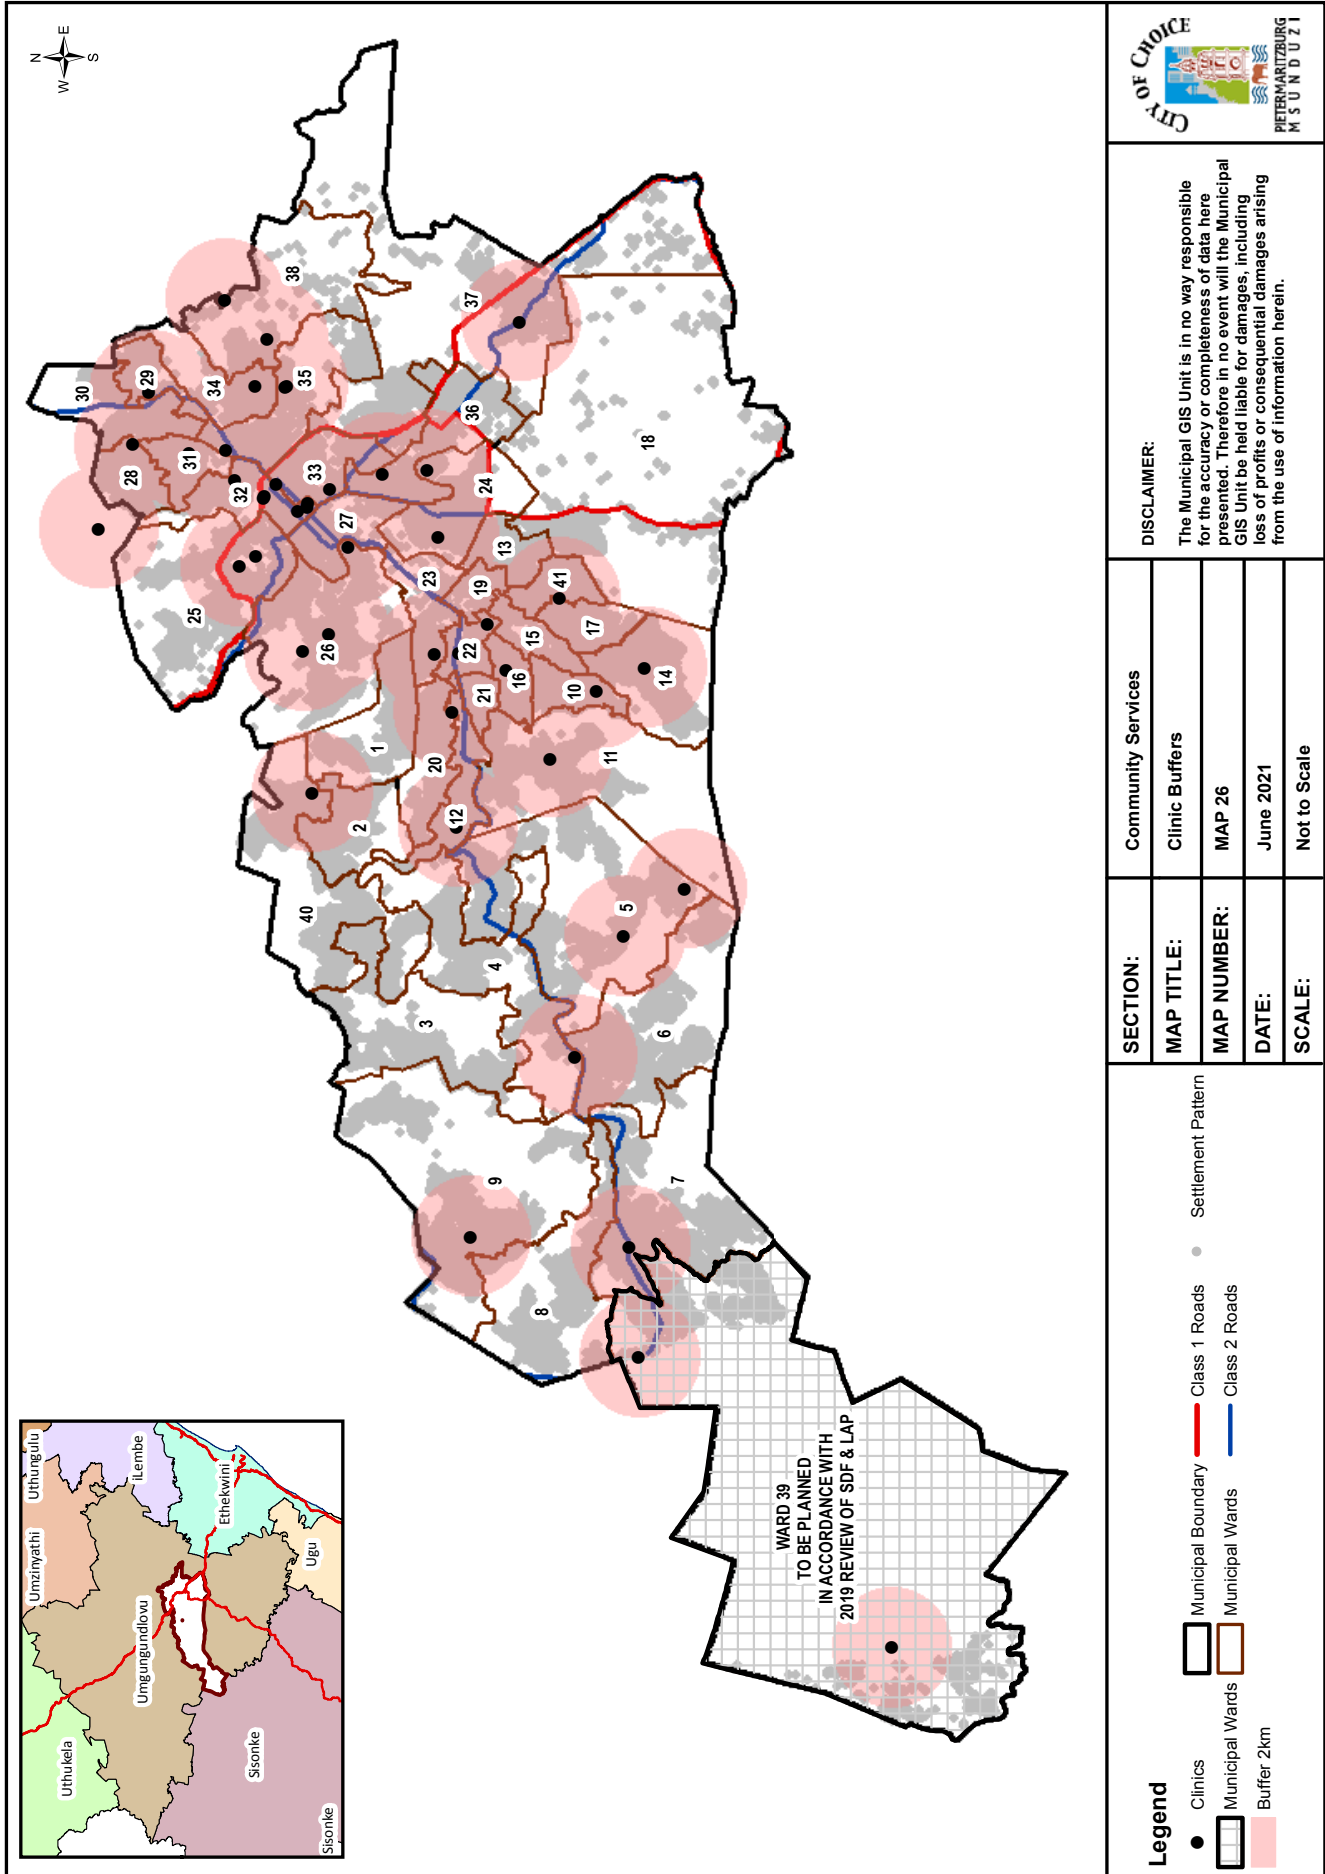 N
E
S
W
Uthungulu
Umzinyathi
iLembe
Uthukela
Umgungundlovu
Ethekwini
Ugu
Sisonke
Sisonke
30
29
34
38
28
31
35
32
33
37
25
27
36
26
24
18
23
13
19
41
22
15
17
1
21
16
10
14
20
11
2
12
40
5
4
3
6
9
7
8
WARD 39
TO BE PLANNED
IN ACCORDANCE WITH
2019 REVIEW OF SDF & LAP
Legend
Clinics
Municipal Wards
Buffer 2km
Municipal Boundary
Municipal Wards
Class 1 Roads
Class 2 Roads
Settlement Pattern
SECTION:
Community Services
MAP TITLE:
Clinic Buffers
MAP NUMBER:
MAP 26
DATE:
June 2021
SCALE:
Not to Scale
DISCLAIMER:
The Municipal GIS Unit is in no way responsible
for the accuracy or completeness of data here
presented. Therefore in no event will the Municipal
GIS Unit be held liable for damages, including
loss of profits or consequential damages arising
from the use of information herein.
CITY OF CHOICE
PIETERMARITZBURG
MSUNDUZI